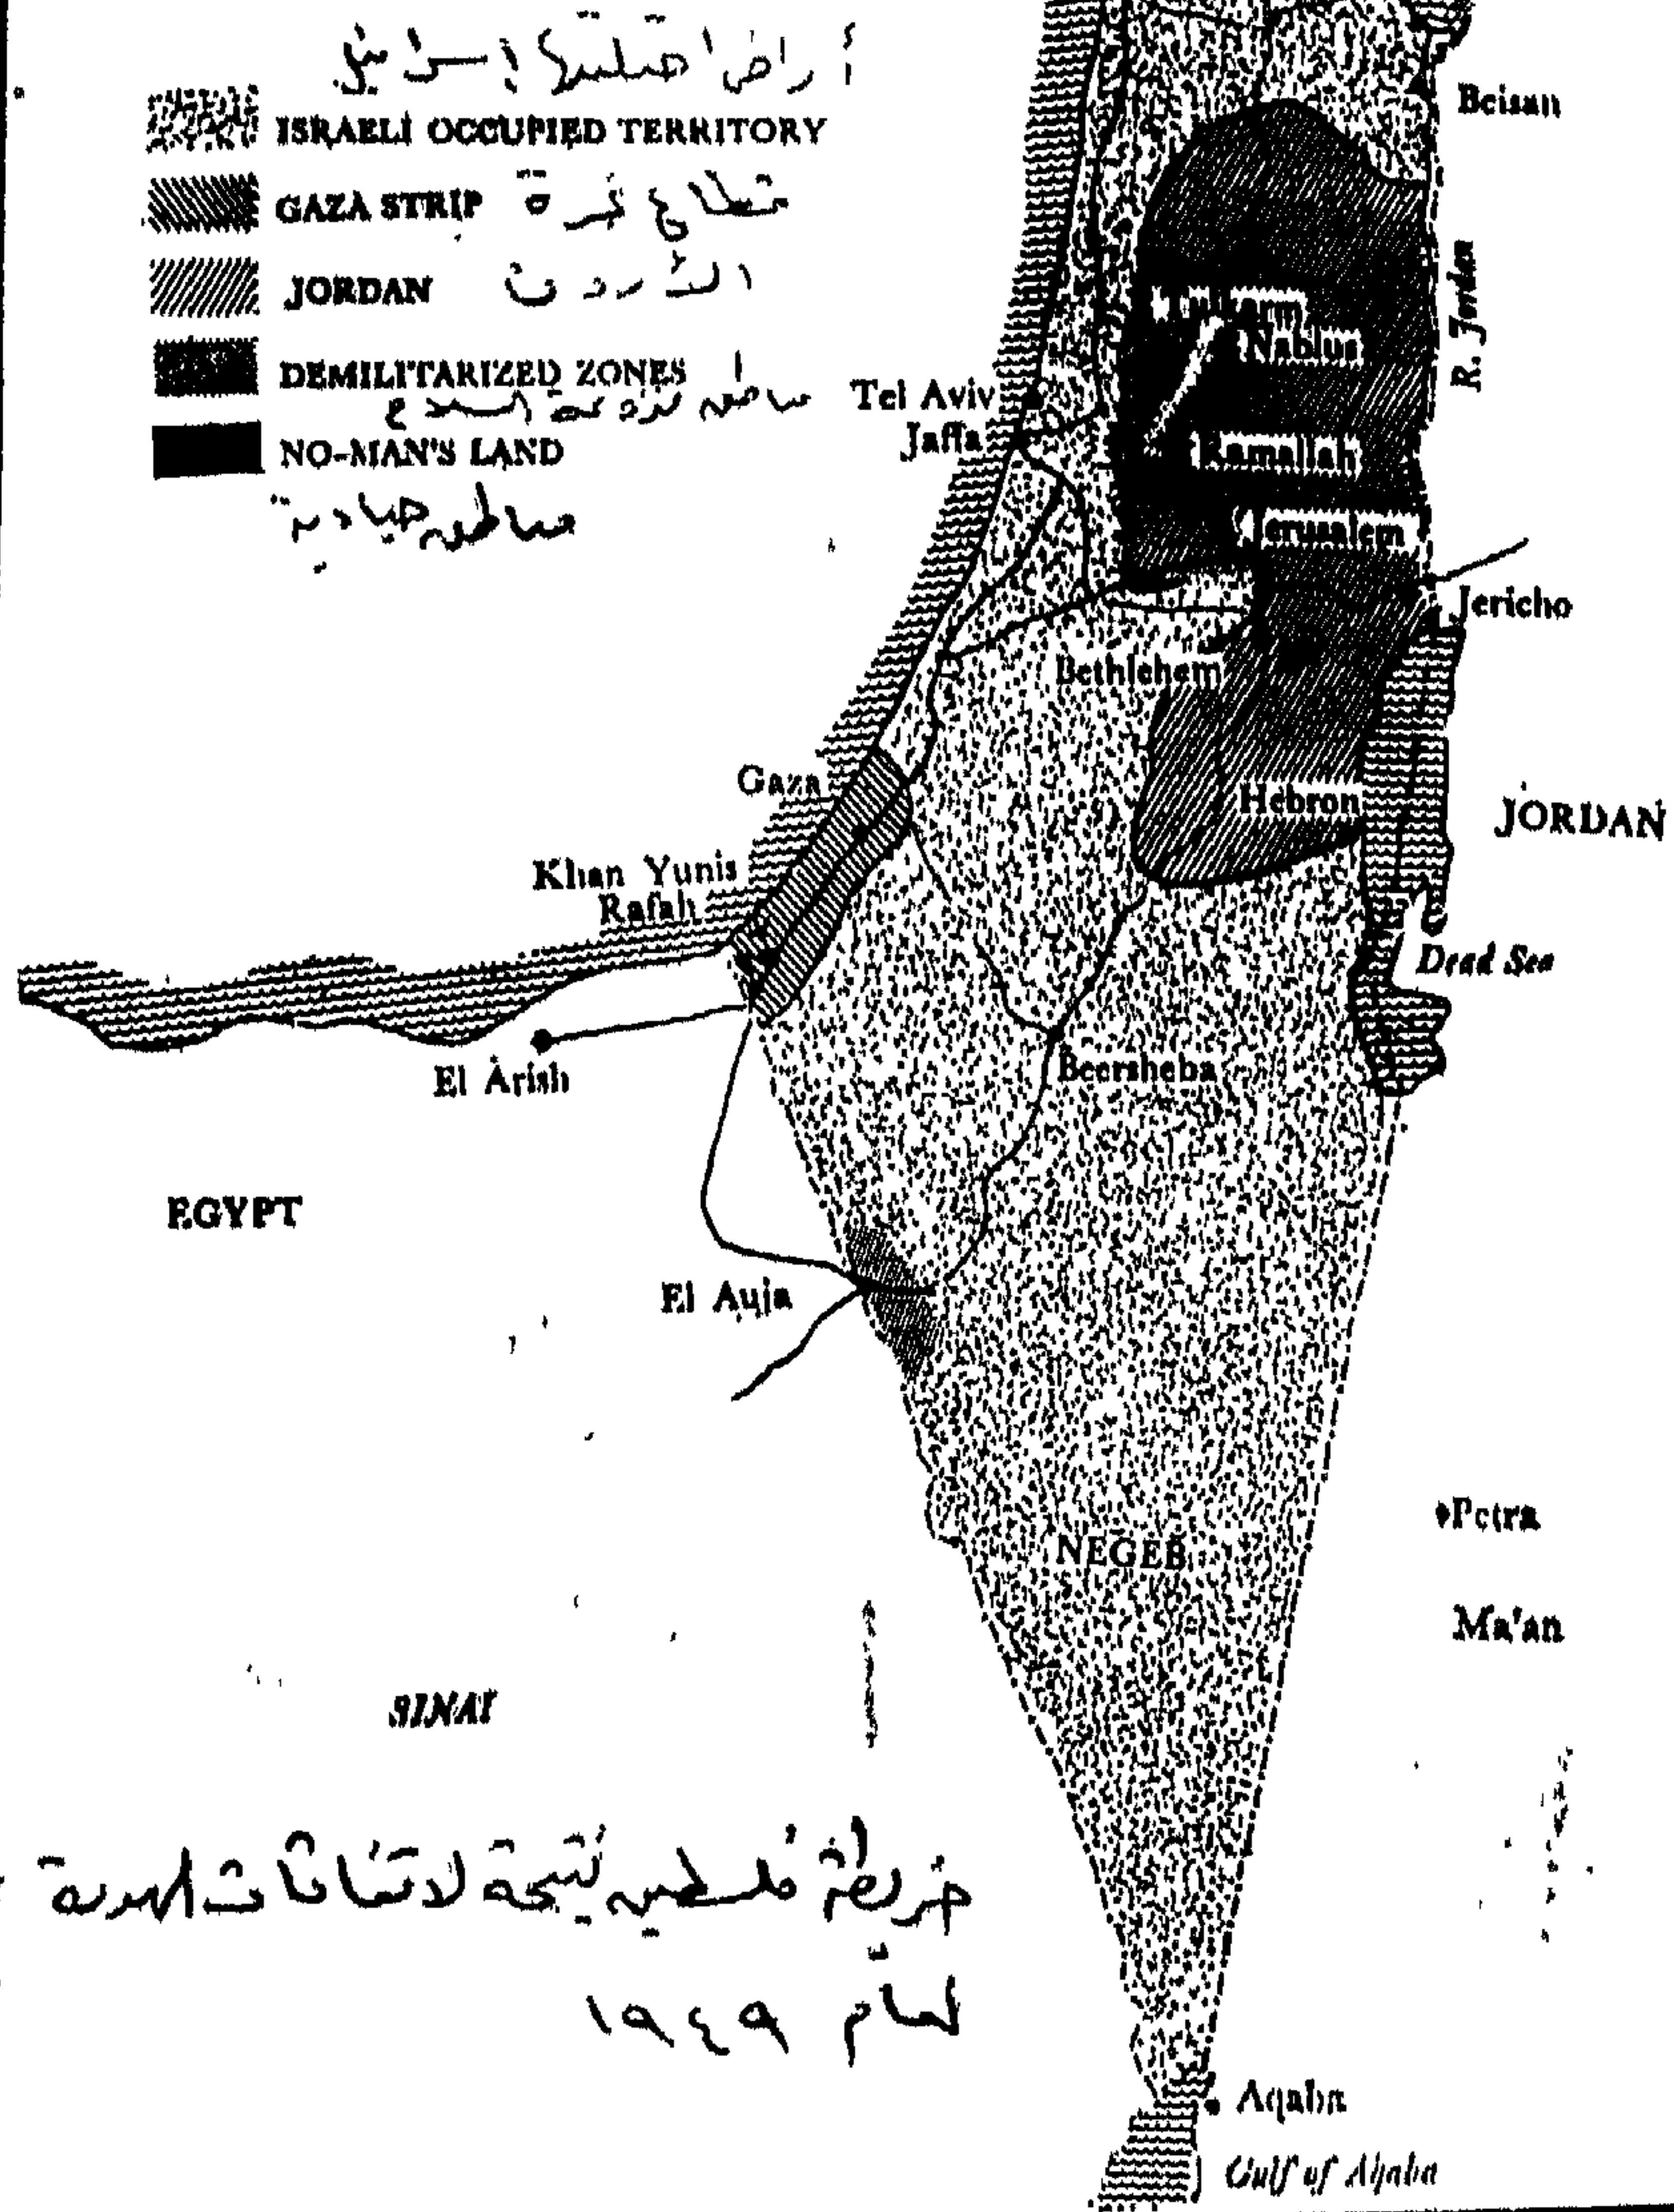 أراض احتلتها إسرائيل
ISRAELI OCCUPIED TERRITORY
GAZA STRIP قطاع غزة
JORDAN الأردن
DEMILITARIZED ZONES
مناطق منزوعة السلاح
NO-MAN'S LAND
مناطق حيادية
Beisan
R. Jordan
Tulkarm
Nablus
Tel Aviv
Jaffa
Ramallah
Jerusalem
Jericho
Bethlehem
Gaza
Hebron
JORDAN
Khan Yunis
Rafah
Dead Sea
El Arish
Beersheba
EGYPT
El Auja
Petra
NEGEB
Ma'an
SINAI
خريطة فلسطين نتيجة لاتفاقات الهدنة
لعام ١٩٤٩
Aqaba
Gulf of Aqaba